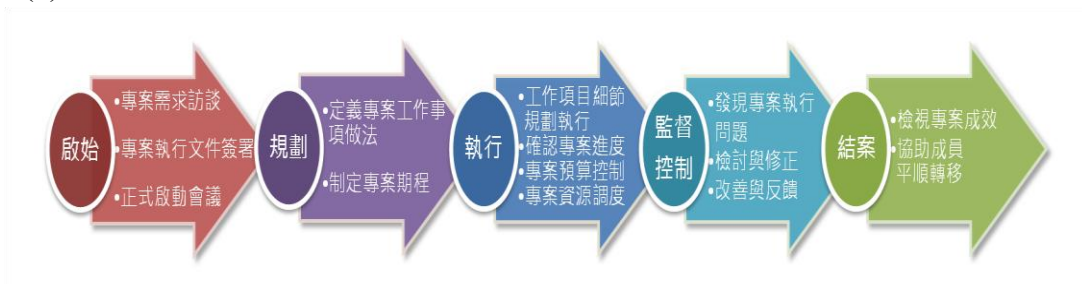 啟始
•專案需求訪談
•專案執行文件簽署
•正式啟動會議
規劃
•定義專案工作事
項做法
•制定專案期程
執行
•工作項目細節
規劃執行
•確認專案進度
•專案預算控制
•專案資源調度
監督
控制
•發現專案執行
問題
•檢討與修正
•改善與反饋
結案
•檢視專案成效
•協助成員
平順轉移